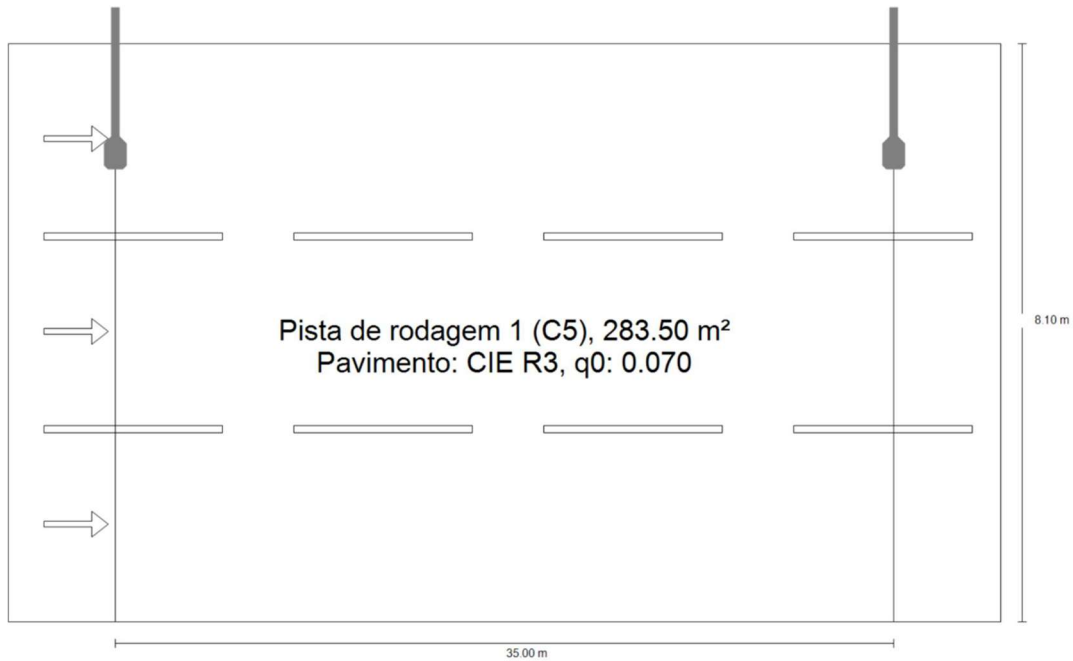 Pista de rodagem 1 (C5), 283.50 m²
Pavimento: CIE R3, q0: 0.070
8.10 m
35.00 m